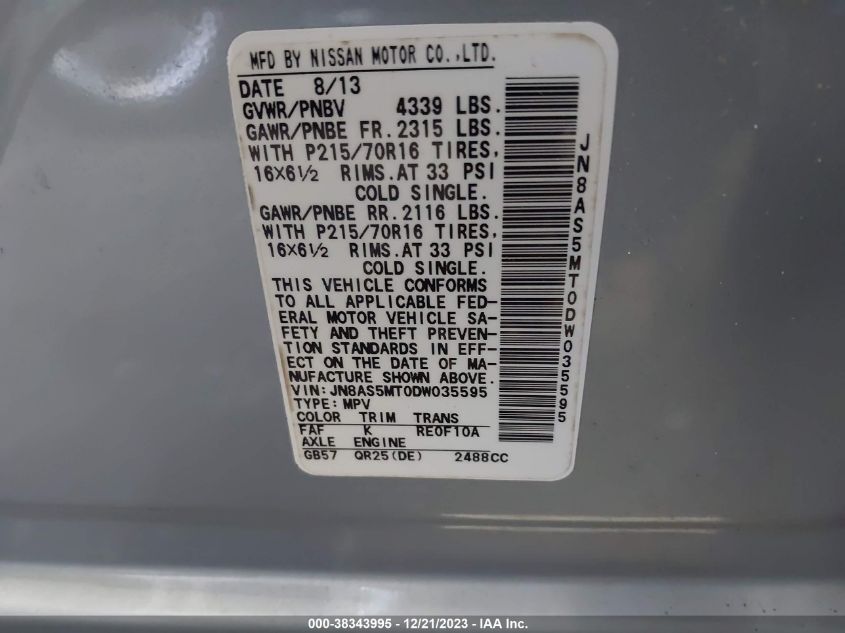 MFD BY NISSAN MOTOR CO.,LTD.
DATE 8/13
GVWR/PNBV 4339 LBS.
GAWR/PNBE FR. 2315 LBS.
WITH P215/70R16 TIRES,
16×6½ RIMS. AT 33 PSI
COLD SINGLE.
GAWR/PNBE RR. 2116 LBS.
WITH P215/70R16 TIRES,
16×6½ RIMS. AT 33 PSI
COLD SINGLE.
THIS VEHICLE CONFORMS
TO ALL APPLICABLE FED-
ERAL MOTOR VEHICLE SA-
FETY AND THEFT PREVEN-
TION STANDARDS IN EFF-
ECT ON THE DATE OF MA-
NUFACTURE SHOWN ABOVE.
VIN: JN8AS5MT0DW035595
TYPE: MPV
COLOR TRIM TRANS
FAF K RE0F10A
AXLE ENGINE
GB57 QR25(DE) 2488CC
JN8AS5MT0DW035595
000-38343995 - 12/21/2023 - IAA Inc.